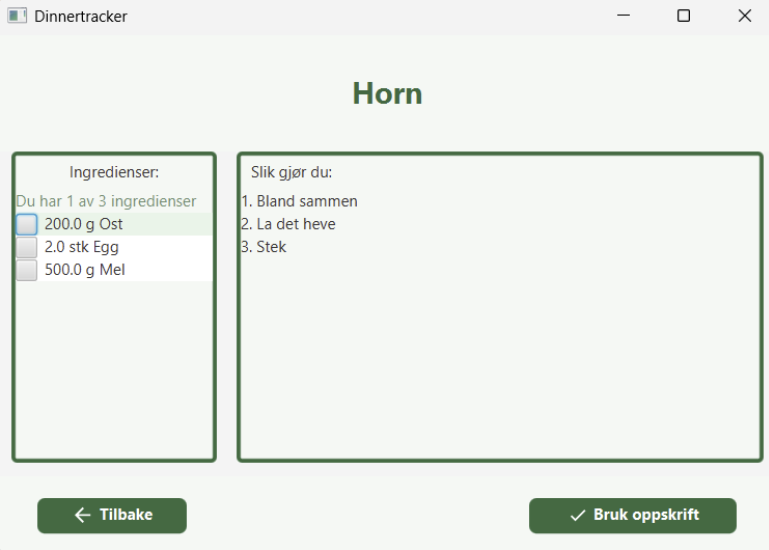 Dinnertracker
Horn
Ingredienser:
Du har 1 av 3 ingredienser
200.0 g Ost
2.0 stk Egg
500.0 g Mel
Slik gjør du:
1. Bland sammen
2. La det heve
3. Stek
Tilbake
Bruk oppskrift